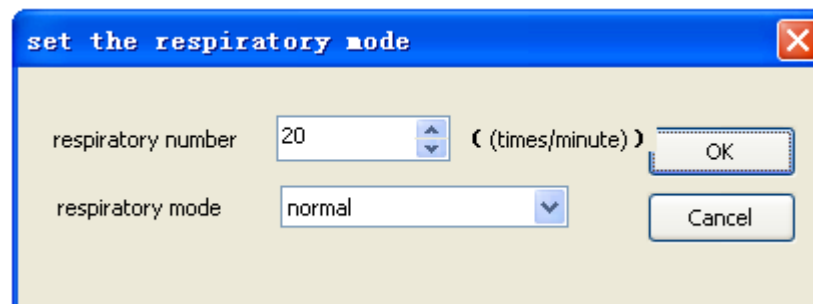 set the respiratory mode
respiratory number 20 ( (times/minute) ) OK
respiratory mode normal Cancel